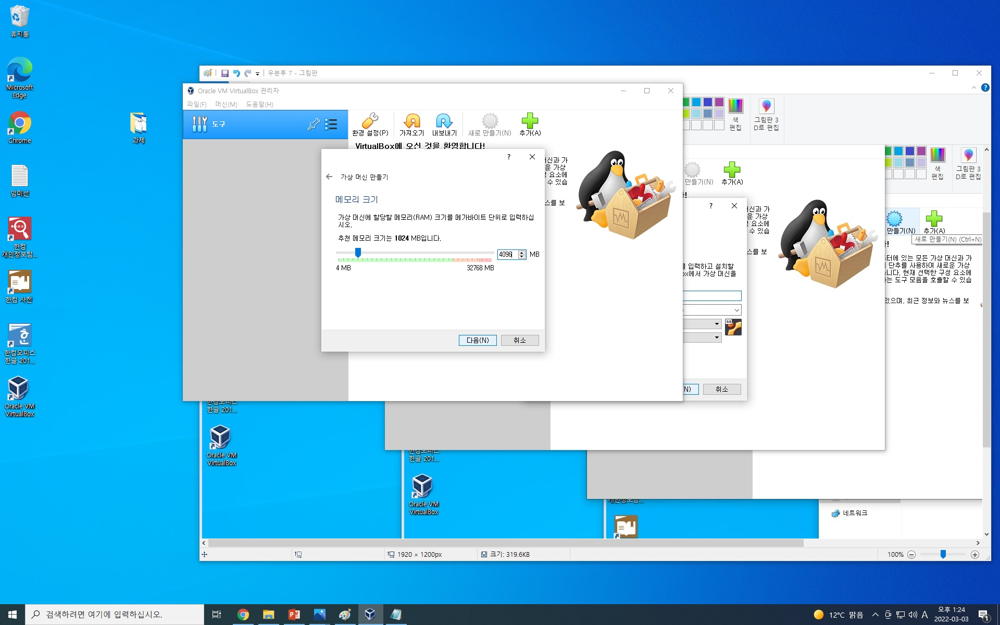 휴지통
Microsoft
Edge
Chrome
임미선
한컴
개인정보탐...
한컴 사전
한컴오피스
한글 201...
Oracle VM
VirtualBox
과제
우분투 7 - 그림판
Oracle VM VirtualBox 관리자
파일(F) 머신(M) 도움말(H)
도구
환경 설정(P) 가져오기 내보내기 새로 만들기(N) 추가(A)
VirtualBox에 오신 것을 환영합니다!
가상 머신 만들기
메모리 크기
가상 머신에 할당할 메모리(RAM) 크기를 메가바이트 단위로 입력하십
시오.
추천 메모리 크기는 1024 MB입니다.
4096 MB
4 MB 32768 MB
다음(N) 취소
머신과 가
운 가상
요소에
수 있습
스를 보
색
편집
그림판 3
D로 편집
만들기(N) 추가(A)
머신과 가
운 가상
요소에
수 있습
스를 보
를 입력하고 설치할
ox에서 가상 머신을
64
N) 취소
색
편집
그림판 3
D로 편집
만들기(N) 추가(A)
새로 만들기(N) (Ctrl+N)
터에 있는 모든 가상 머신과 가
단추를 사용하며 새로운 가상
니다. 현재 선택한 구성 요소에
는 도구 모음을 호출할 수 있습
있으며, 최근 정보와 뉴스를 보
한컴오피스
한글 201...
Oracle VM
VirtualBox
한컴오피스
한글 201...
Oracle VM
VirtualBox
개인정보탐...
네트워크
1920 × 1200px
크기: 319.6KB
100%
검색하려면 여기에 입력하십시오.
12°C 맑음
A
오후 1:24
2022-03-03
1